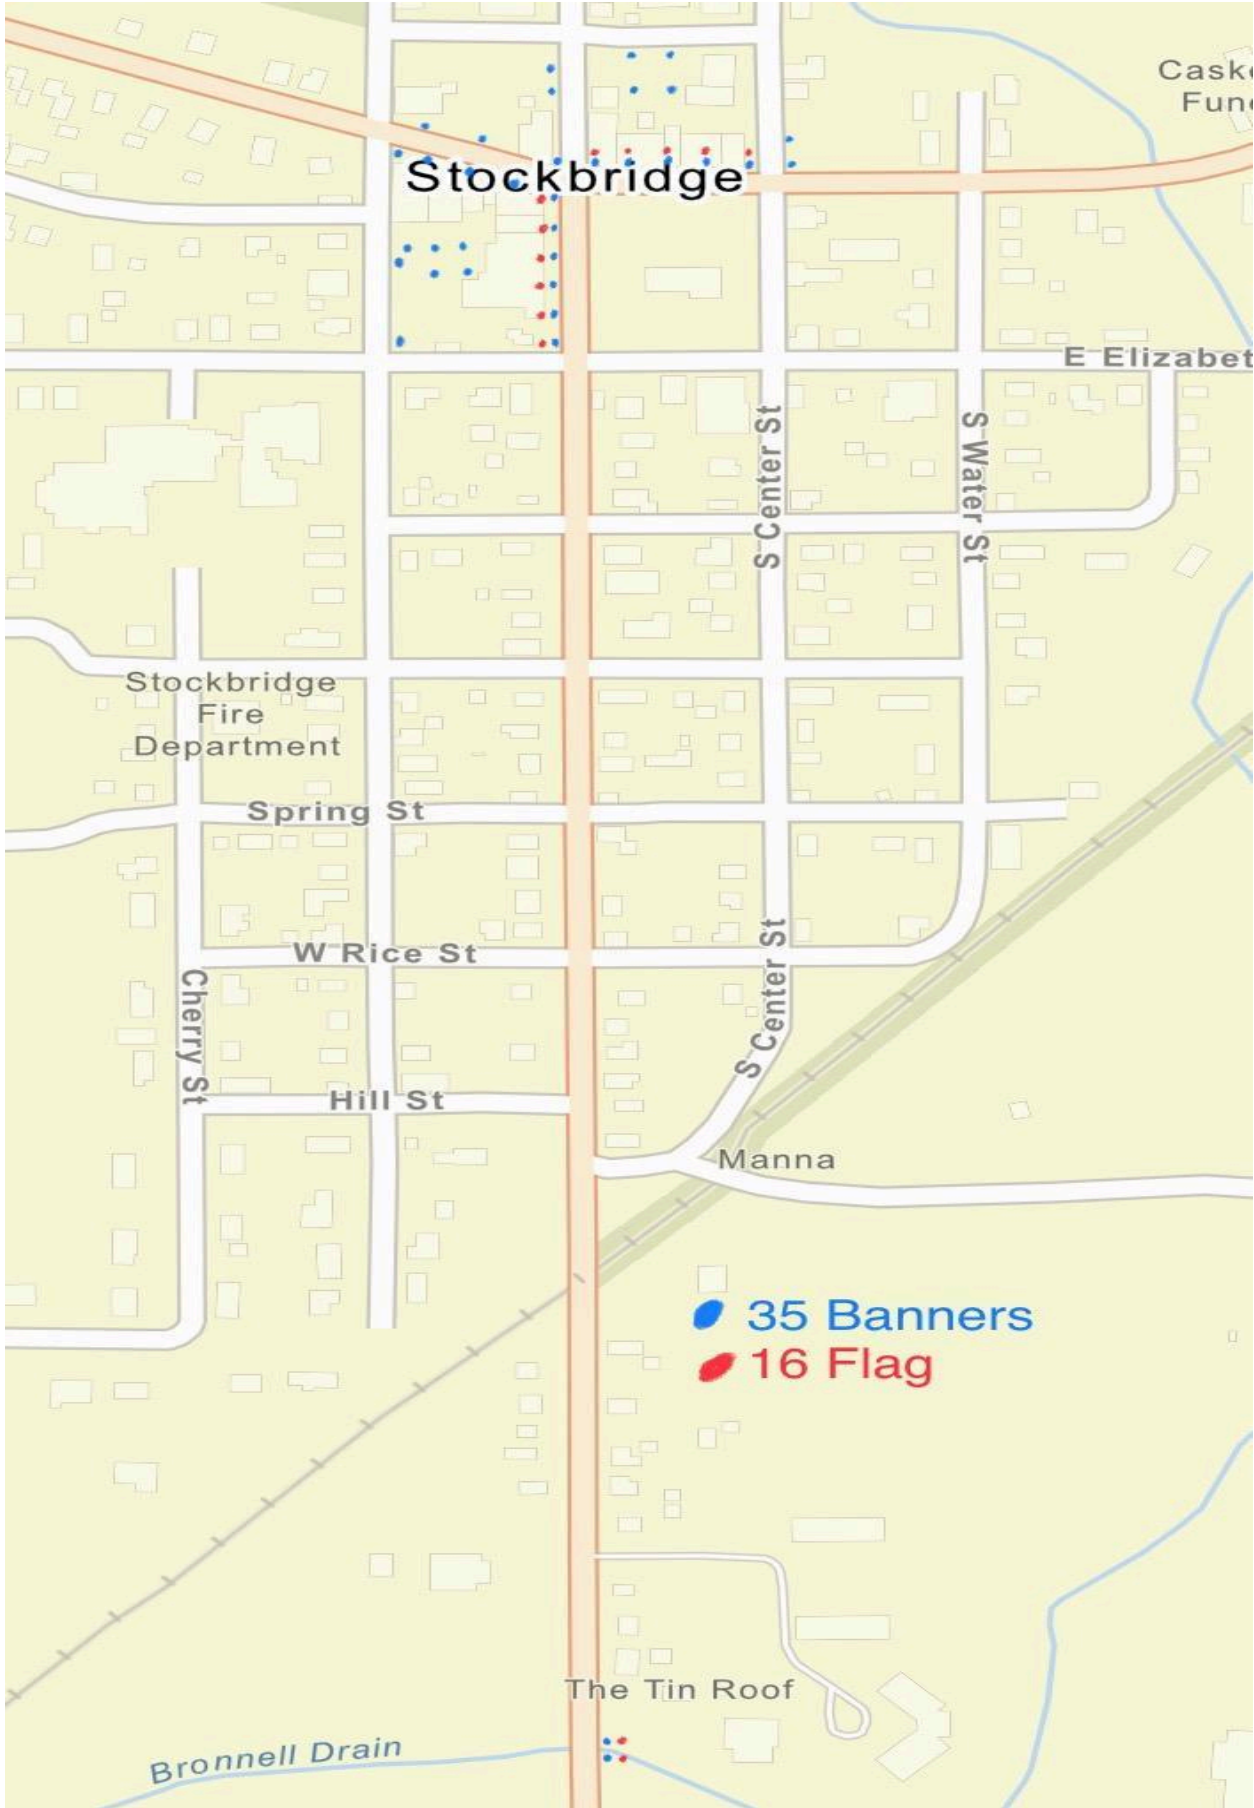 Caske
Fune
Stockbridge
E Elizabet
S Center St
S Water St
Stockbridge
Fire
Department
Spring St
W Rice St
S Center St
Cherry St
Hill St
Manna
35 Banners
16 Flag
The Tin Roof
Bronnell Drain